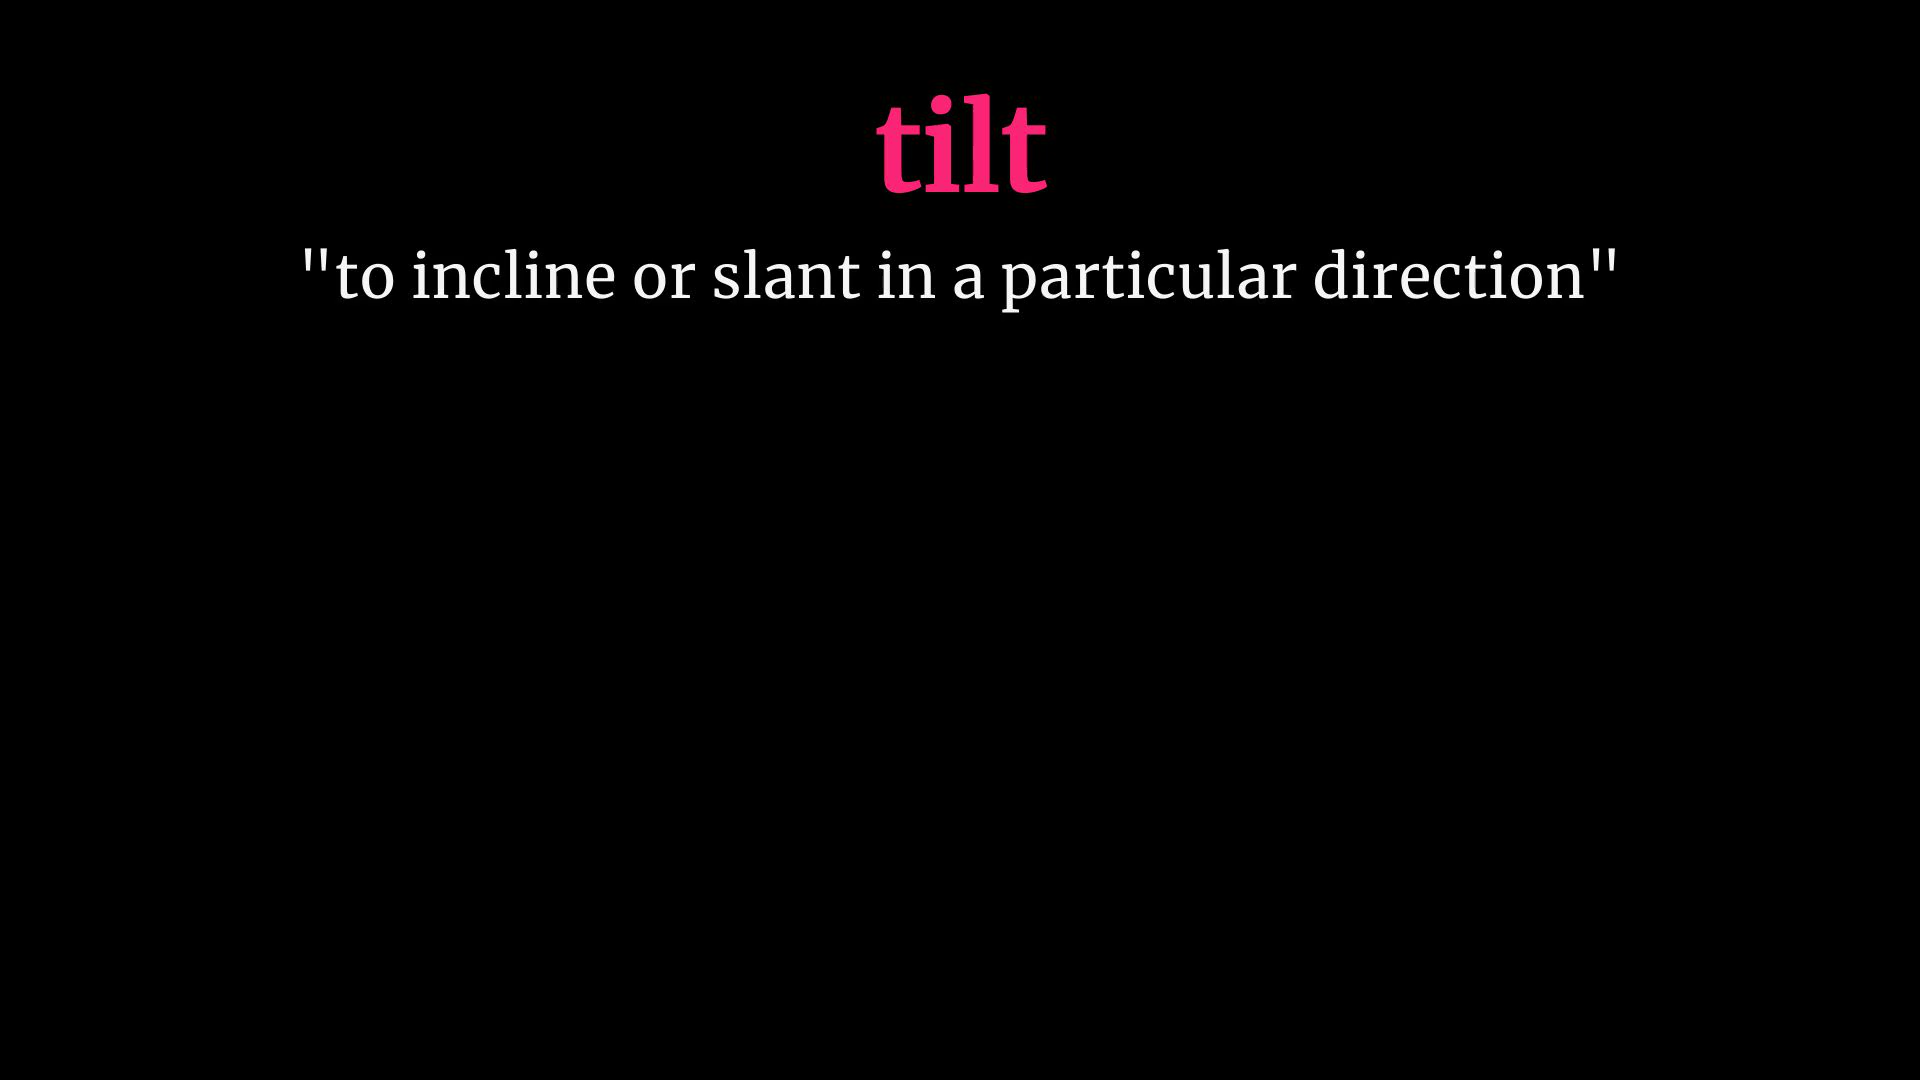 tilt
"to incline or slant in a particular direction"